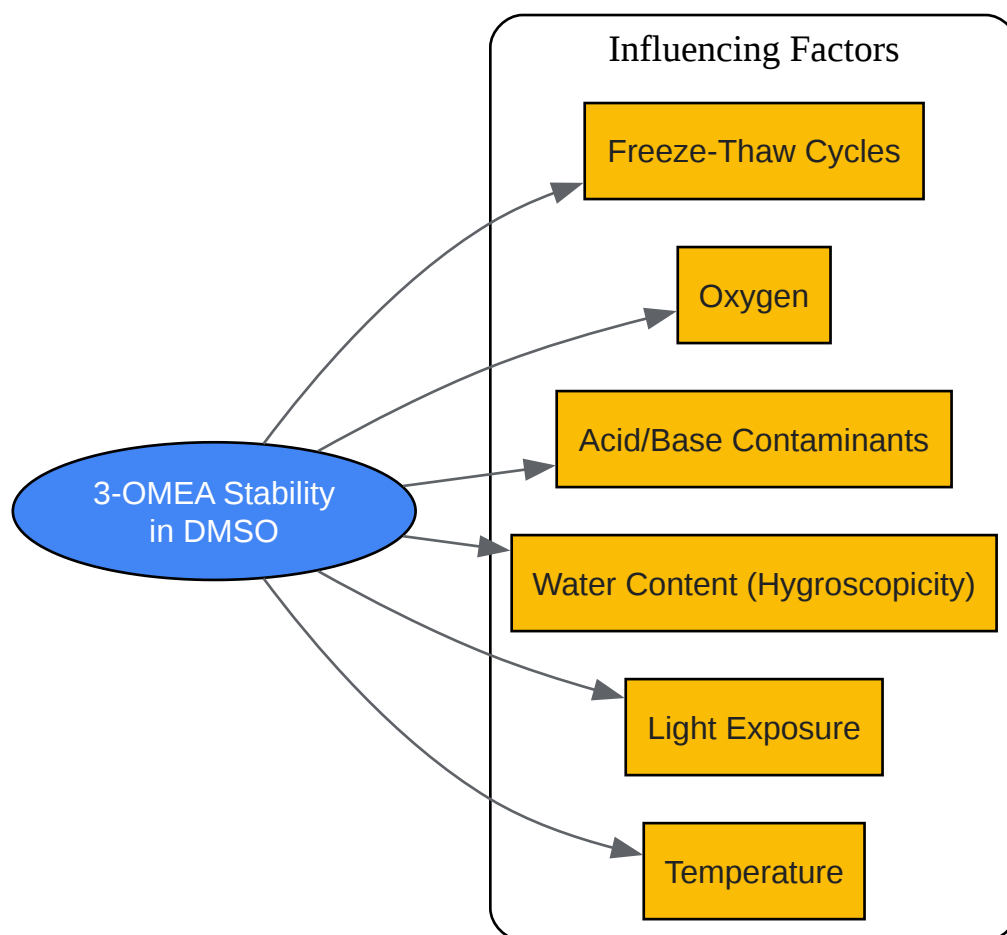 Influencing Factors
Freeze-Thaw Cycles
Oxygen
Acid/Base Contaminants
3-OMEA Stability
in DMSO
Water Content (Hygroscopicity)
Light Exposure
Temperature